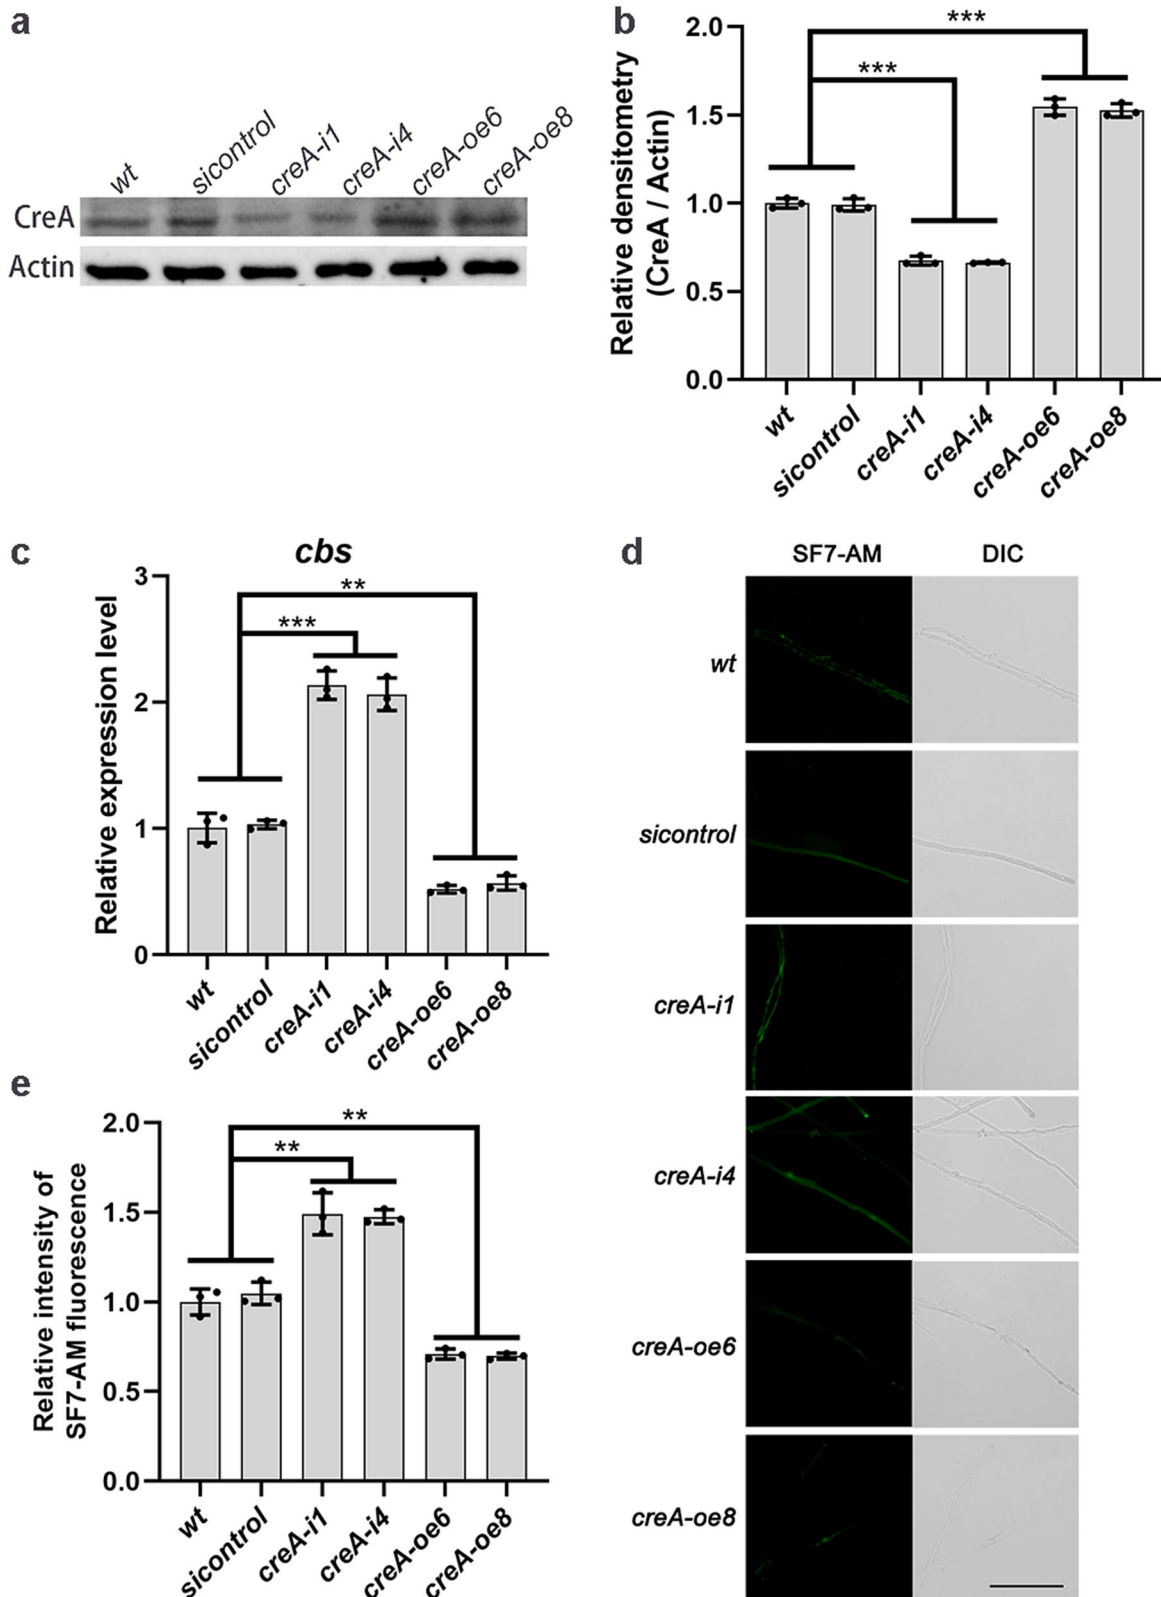 a
wt
sicontrol
creA-i1
creA-i4
creA-oe6
creA-oe8
CreA
Actin
b
Relative densitometry
(CreA / Actin)
2.0
1.5
1.0
0.5
0.0
***
***
wt
sicontrol
creA-i1
creA-i4
creA-oe6
creA-oe8
c
cbs
Relative expression level
3
2
1
0
**
***
wt
sicontrol
creA-i1
creA-i4
creA-oe6
creA-oe8
d
SF7-AM DIC
wt
sicontrol
creA-i1
creA-i4
creA-oe6
creA-oe8
e
Relative intensity of
SF7-AM fluorescence
2.0
1.5
1.0
0.5
0.0
**
**
wt
sicontrol
creA-i1
creA-i4
creA-oe6
creA-oe8